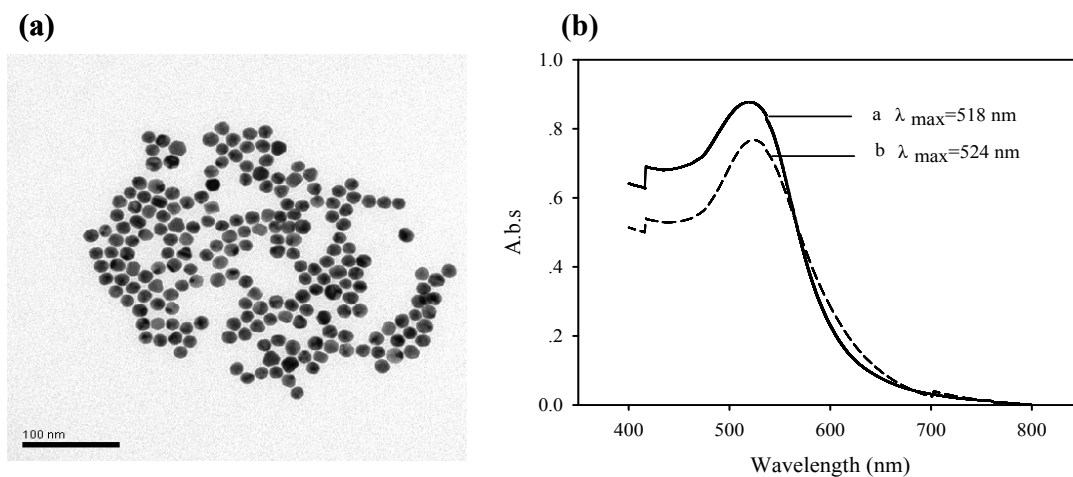 (a)
(b)
100 nm
1.0
.8
.6
.4
.2
0.0
A.b.s
a λ max=518 nm
b λ max=524 nm
400 500 600 700 800
Wavelength (nm)